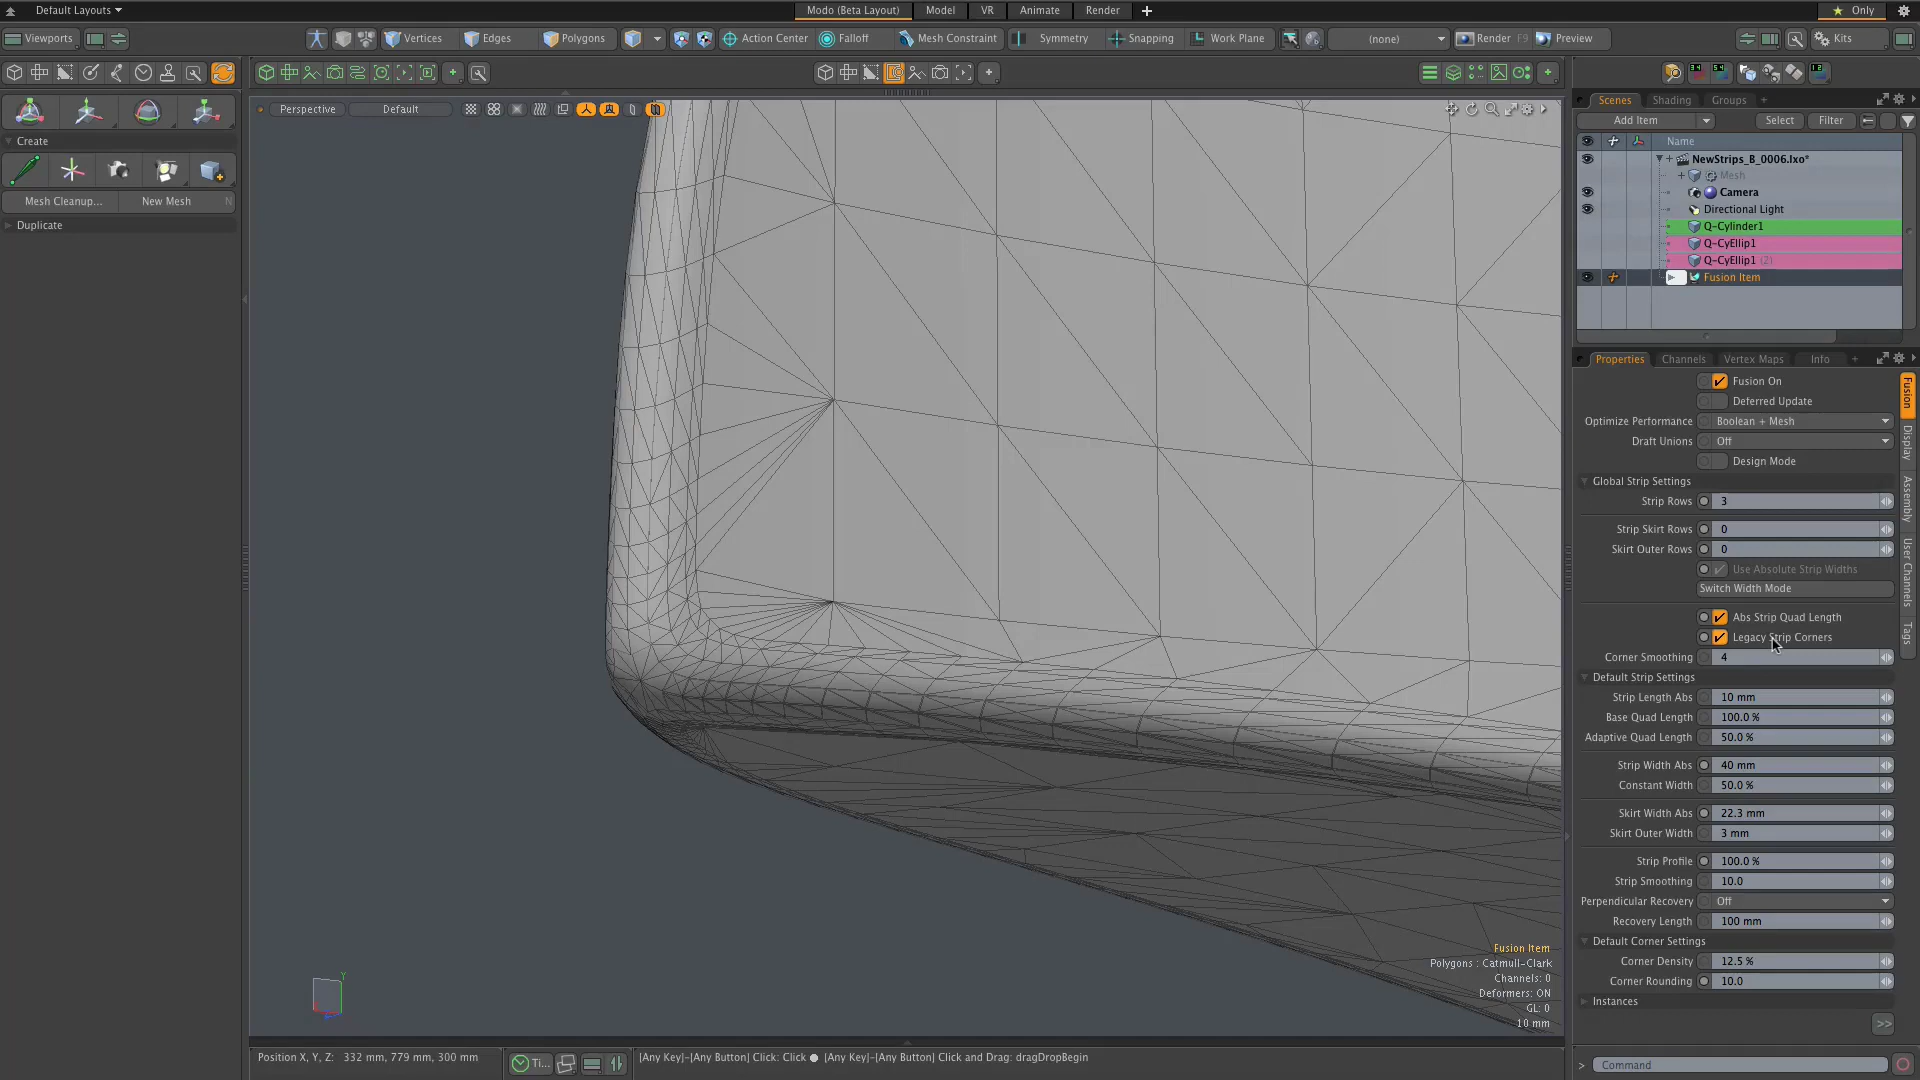 Default Layouts
Modo (Beta Layout) Model VR Animate Render
Only
Viewports
Vertices Edges Polygons Action Center Falloff Mesh Constraint Symmetry Snapping Work Plane (none) Render F9 Preview Kits
Perspective Default
Create
Mesh Cleanup... New Mesh N
Duplicate
Scenes Shading Groups
Add Item Select Filter
Name
NewStrips_B_0006.lxo*
Mesh
Camera
Directional Light
Q-Cylinder1
Q-CyEllip1
Q-CyEllip1 (2)
Fusion Item
Properties Channels Vertex Maps Info
Fusion On
Deferred Update
Optimize Performance Boolean + Mesh
Draft Unions Off
Design Mode
Global Strip Settings
Strip Rows 3
Strip Skirt Rows 0
Skirt Outer Rows 0
Use Absolute Strip Widths
Switch Width Mode
Abs Strip Quad Length
Legacy Strip Corners
Corner Smoothing 4
Default Strip Settings
Strip Length Abs 10 mm
Base Quad Length 100.0 %
Adaptive Quad Length 50.0 %
Strip Width Abs 40 mm
Constant Width 50.0 %
Skirt Width Abs 22.3 mm
Skirt Outer Width 3 mm
Strip Profile 100.0 %
Strip Smoothing 10.0
Perpendicular Recovery Off
Recovery Length 100 mm
Default Corner Settings
Corner Density 12.5 %
Corner Rounding 10.0
Instances
>>
Fusion
Display
Assembly
User Channels
Tags
Fusion Item
Polygons : Catmull-Clark
Channels: 0
Deformers: ON
GL: 0
10 mm
Y
Position X, Y, Z: 332 mm, 779 mm, 300 mm
Ti...
[Any Key]-[Any Button] Click: Click ● [Any Key]-[Any Button] Click and Drag: dragDropBegin
> Command